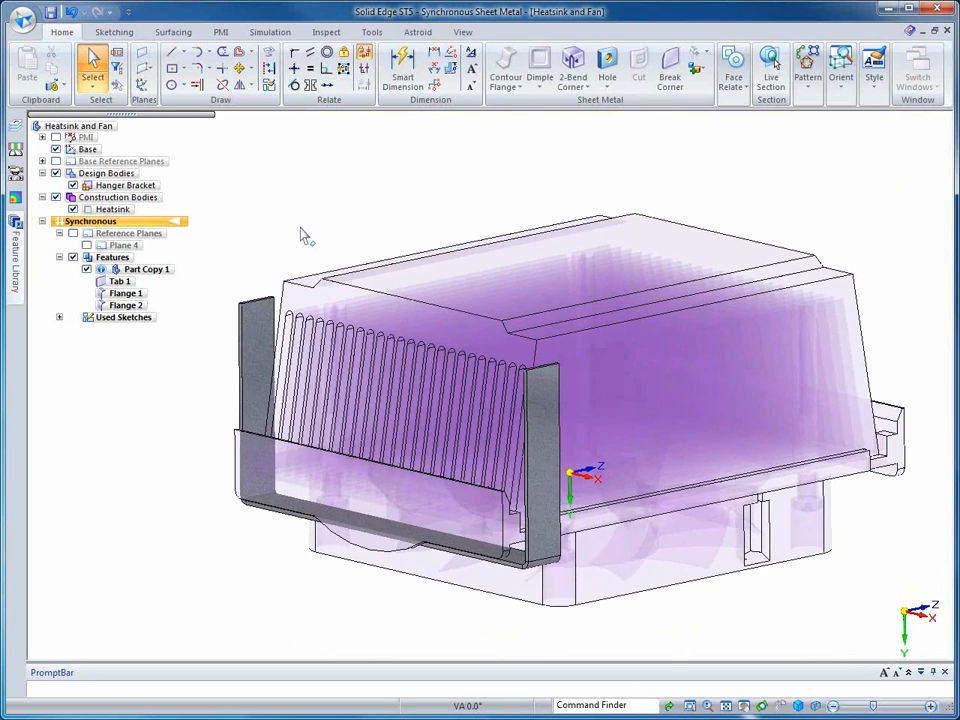 Solid Edge ST5 - Synchronous Sheet Metal - [Heatsink and Fan]
Home Sketching Surfacing PMI Simulation Inspect Tools Astroid View
Paste Select Smart Dimension Contour Flange Dimple 2-Bend Corner Hole Cut Break Corner Face Relate Live Section Pattern Orient Style Switch Windows
Clipboard Select Planes Draw Relate Dimension Sheet Metal Section Window
Heatsink and Fan
PMI
Base
Base Reference Planes
Design Bodies
Hanger Bracket
Construction Bodies
Heatsink
Synchronous
Reference Planes
Plane 4
Features
Part Copy 1
Tab 1
Flange 1
Flange 2
Used Sketches
Feature Library
Z
X
Z
X
Y
PromptBar
VA 0.0° Command Finder